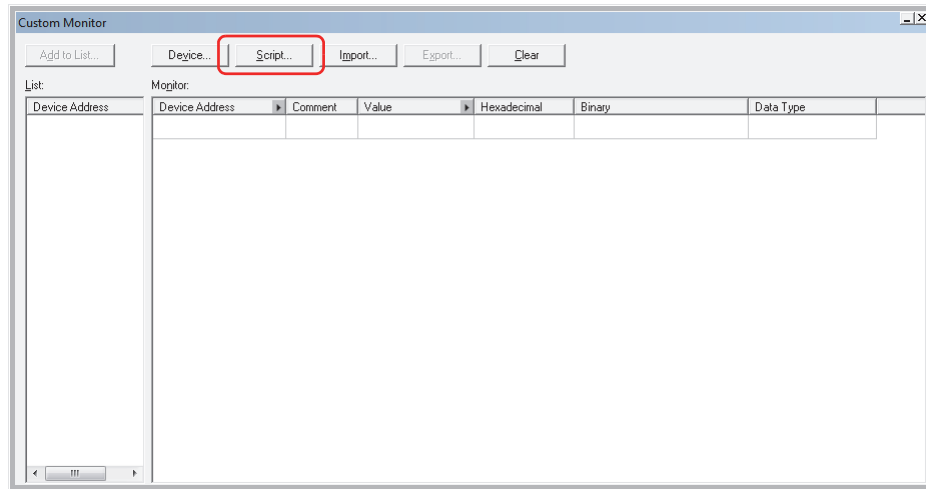 Custom Monitor
Add to List... Device... Script... Import... Export... Clear
List: Monitor:
Device Address Device Address Comment Value Hexadecimal Binary Data Type